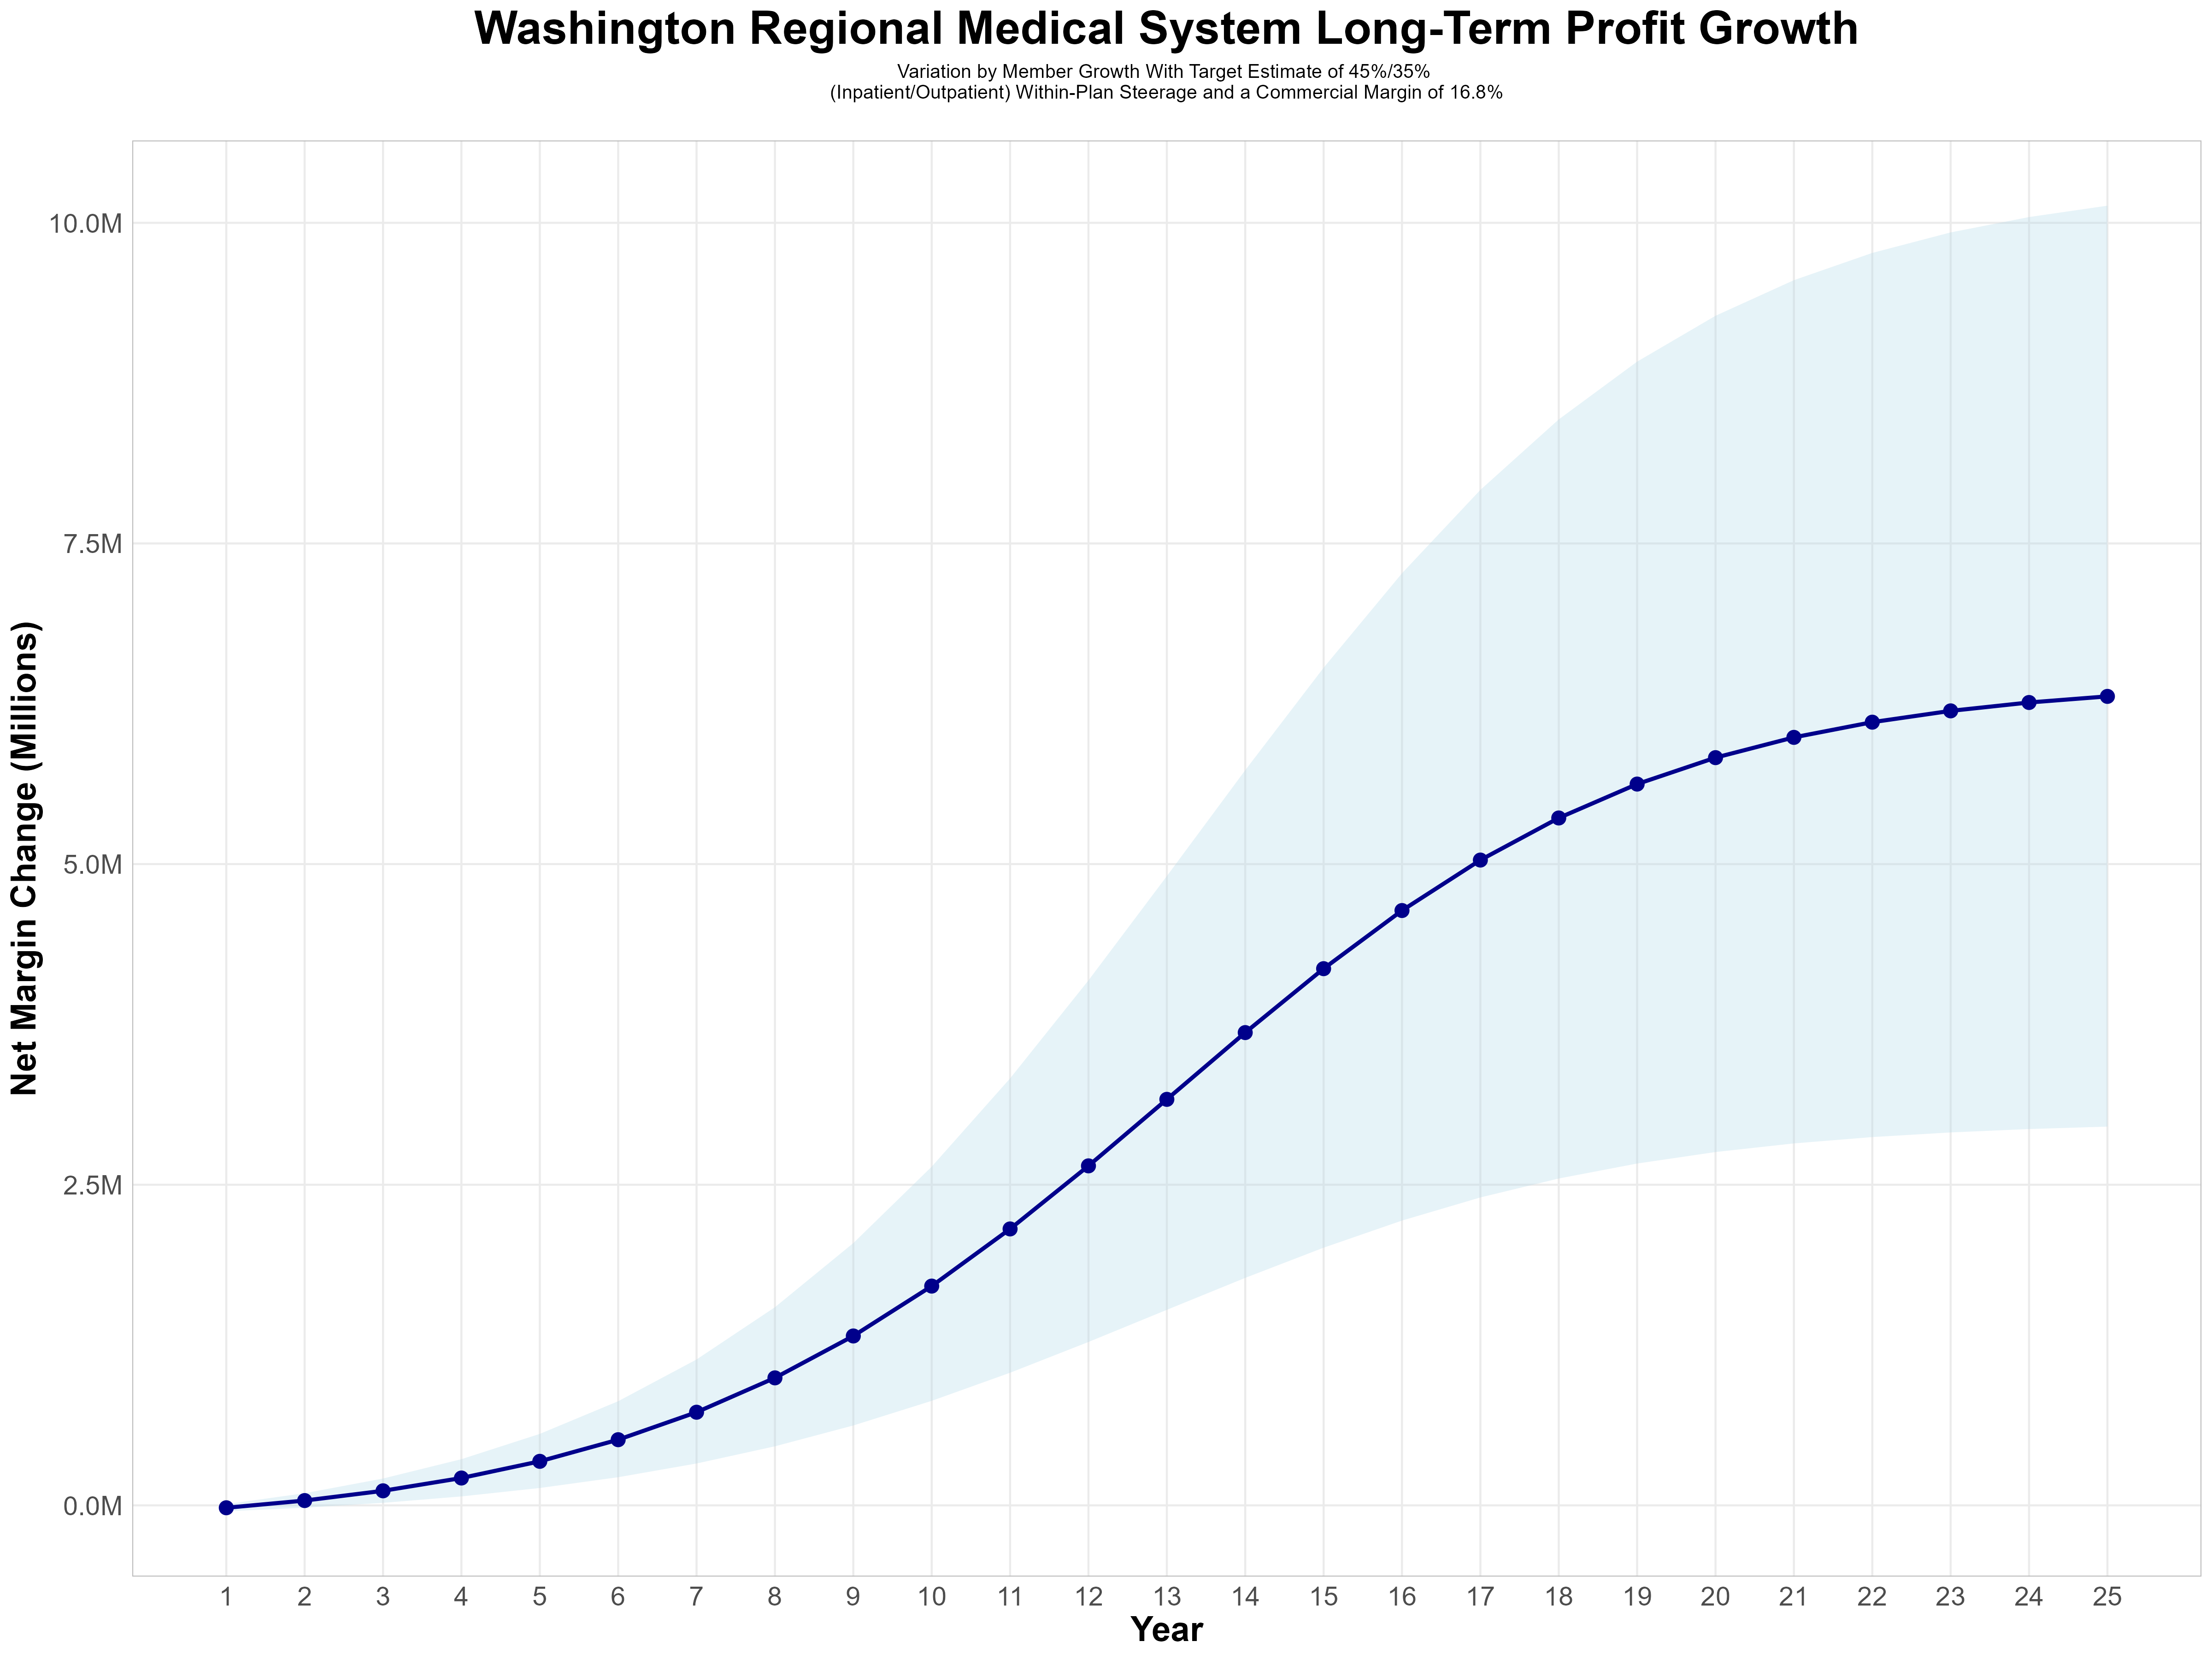 Washington Regional Medical System Long-Term Profit Growth
Variation by Member Growth With Target Estimate of 45%/35%
(Inpatient/Outpatient) Within-Plan Steerage and a Commercial Margin of 16.8%
10.0M
7.5M
5.0M
2.5M
0.0M
Net Margin Change (Millions)
1 2 3 4 5 6 7 8 9 10 11 12 13 14 15 16 17 18 19 20 21 22 23 24 25
Year